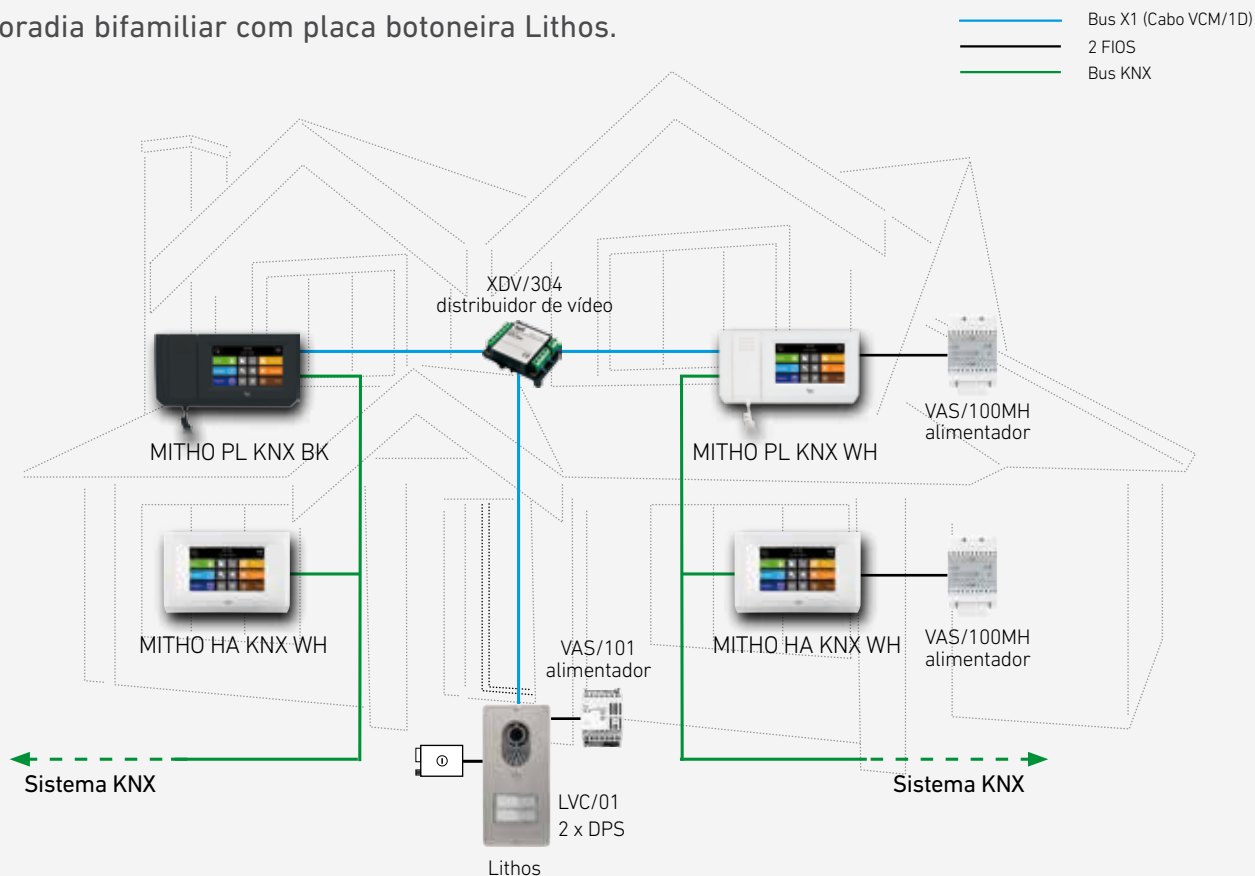 oradia bifamiliar com placa botoneira Lithos.
Bus X1 (Cabo VCM/1D)
2 FIOS
Bus KNX
XDV/304
distribuidor de vídeo
MITHO PL KNX BK
MITHO PL KNX WH
VAS/100MH
alimentador
MITHO HA KNX WH
VAS/101
alimentador
MITHO HA KNX WH
VAS/100MH
alimentador
Sistema KNX
Sistema KNX
LVC/01
2 x DPS
Lithos